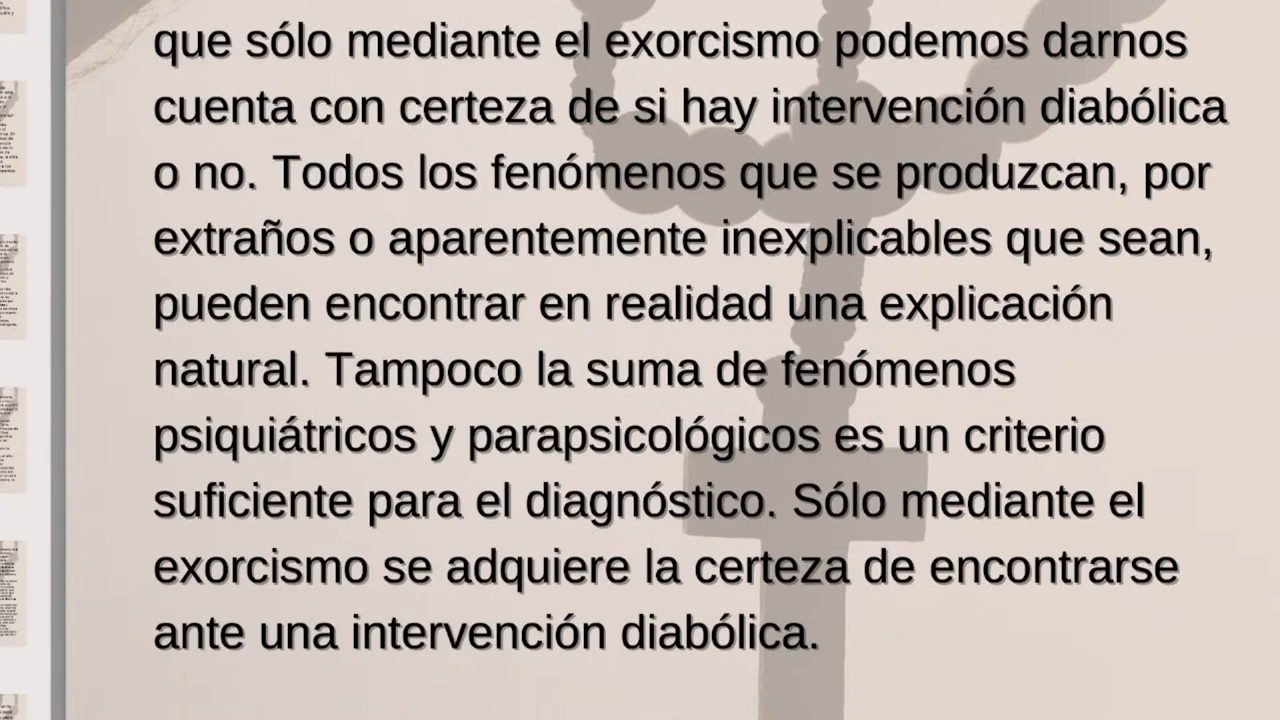 que sólo mediante el exorcismo podemos darnos
cuenta con certeza de si hay intervención diabólica
o no. Todos los fenómenos que se produzcan, por
extraños o aparentemente inexplicables que sean,
pueden encontrar en realidad una explicación
natural. Tampoco la suma de fenómenos
psiquiátricos y parapsicológicos es un criterio
suficiente para el diagnóstico. Sólo mediante el
exorcismo se adquiere la certeza de encontrarse
ante una intervención diabólica.